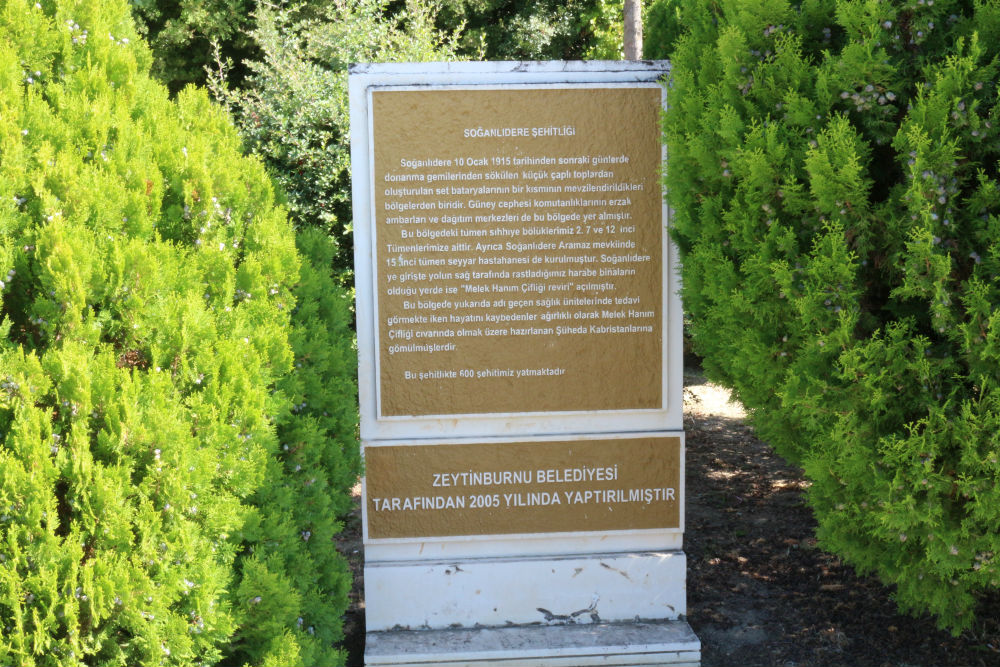 SOĞANLIDERE ŞEHİTLİĞİ
Soğanlıdere 10 Ocak 1915 tarihinden sonraki günlerde
donanma gemilerinden sökülen küçük çaplı toplardan
oluşturulan set bataryalarının bir kısmının mevzilendirildikleri
bölgelerden biridir. Güney cephesi komutanlıklarının erzak
ambarları ve dağıtım merkezleri de bu bölgede yer almıştır.
Bu bölgedeki tümen sıhhıye bölüklerimiz 2. 7 ve 12 inci
Tümenlerimize aittir. Ayrıca Soğanlıdere Aramaz mevkiinde
15 inci tümen seyyar hastahanesi de kurulmuştur. Soğanlıdere
ye girişte yolun sağ tarafında rastladığımız harabe binaların
olduğu yerde ise "Melek Hanım Çifliği reviri" açılmıştır.
Bu bölgede yukarıda adı geçen sağlık ünitelerinde tedavi
görmekte iken hayatını kaybedenler ağırlıklı olarak Melek Hanım
Çifliği cıvarında olmak üzere hazırlanan Şüheda Kabristanlarına
gömülmüşlerdir.
Bu şehitlikte 600 şehitimiz yatmaktadır
ZEYTİNBURNU BELEDİYESİ
TARAFINDAN 2005 YILINDA YAPTIRILMIŞTIR